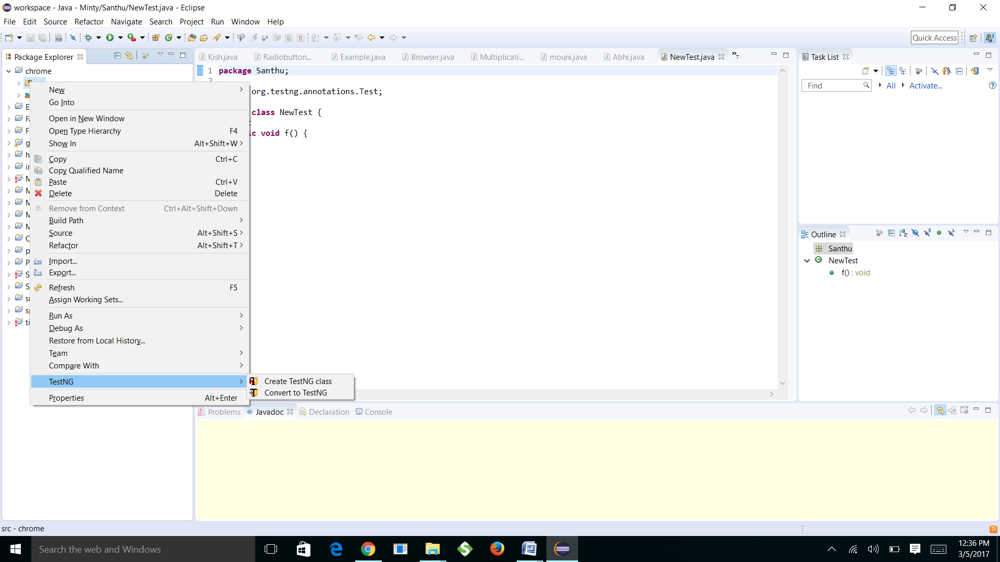 workspace - Java - Minty/Santhu/NewTest.java - Eclipse
File Edit Source Refactor Navigate Search Project Run Window Help
Quick Access
Package Explorer
Kish.java Radiobutton... Example.java Browser.java Multiplicati... mouni.java Abhi.java NewTest.java »7
Task List
chrome
1 package Santhu;
2
Find All Activate...
New
org.testng.annotations.Test;
Go Into
class NewTest {
Open in New Window
Open Type Hierarchy F4
ic void f() {
Show In Alt+Shift+W
Copy Ctrl+C
Copy Qualified Name
Paste Ctrl+V
Delete Delete
Remove from Context Ctrl+Alt+Shift+Down
Build Path
Source Alt+Shift+S
Refactor Alt+Shift+T
Import...
Export...
Refresh F5
Assign Working Sets...
Run As
Debug As
Restore from Local History...
Team
Compare With
TestNG
Properties Alt+Enter
Create TestNG class
Convert to TestNG
Outline
Santhu
NewTest
f() : void
Problems @ Javadoc Declaration Console
src - chrome
Search the web and Windows
12:36 PM
3/5/2017